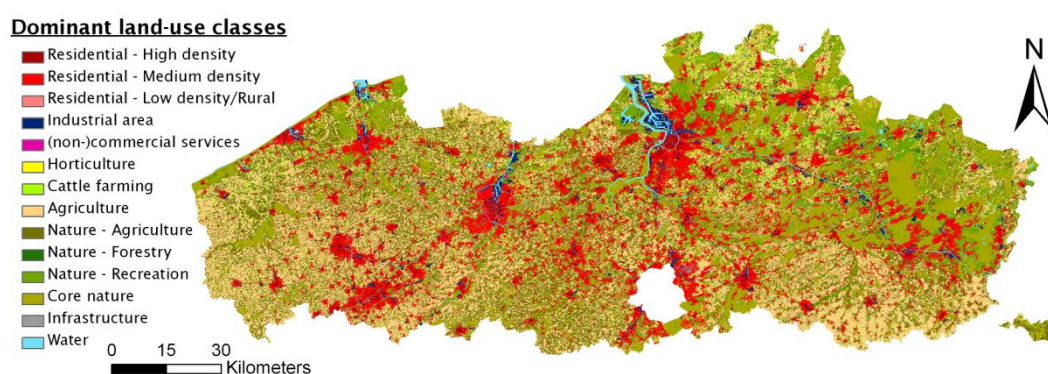 Dominant land-use classes
Residential - High density
Residential - Medium density
Residential - Low density/Rural
Industrial area
(non-)commercial services
Horticulture
Cattle farming
Agriculture
Nature - Agriculture
Nature - Forestry
Nature - Recreation
Core nature
Infrastructure
Water
N
0 15 30
Kilometers